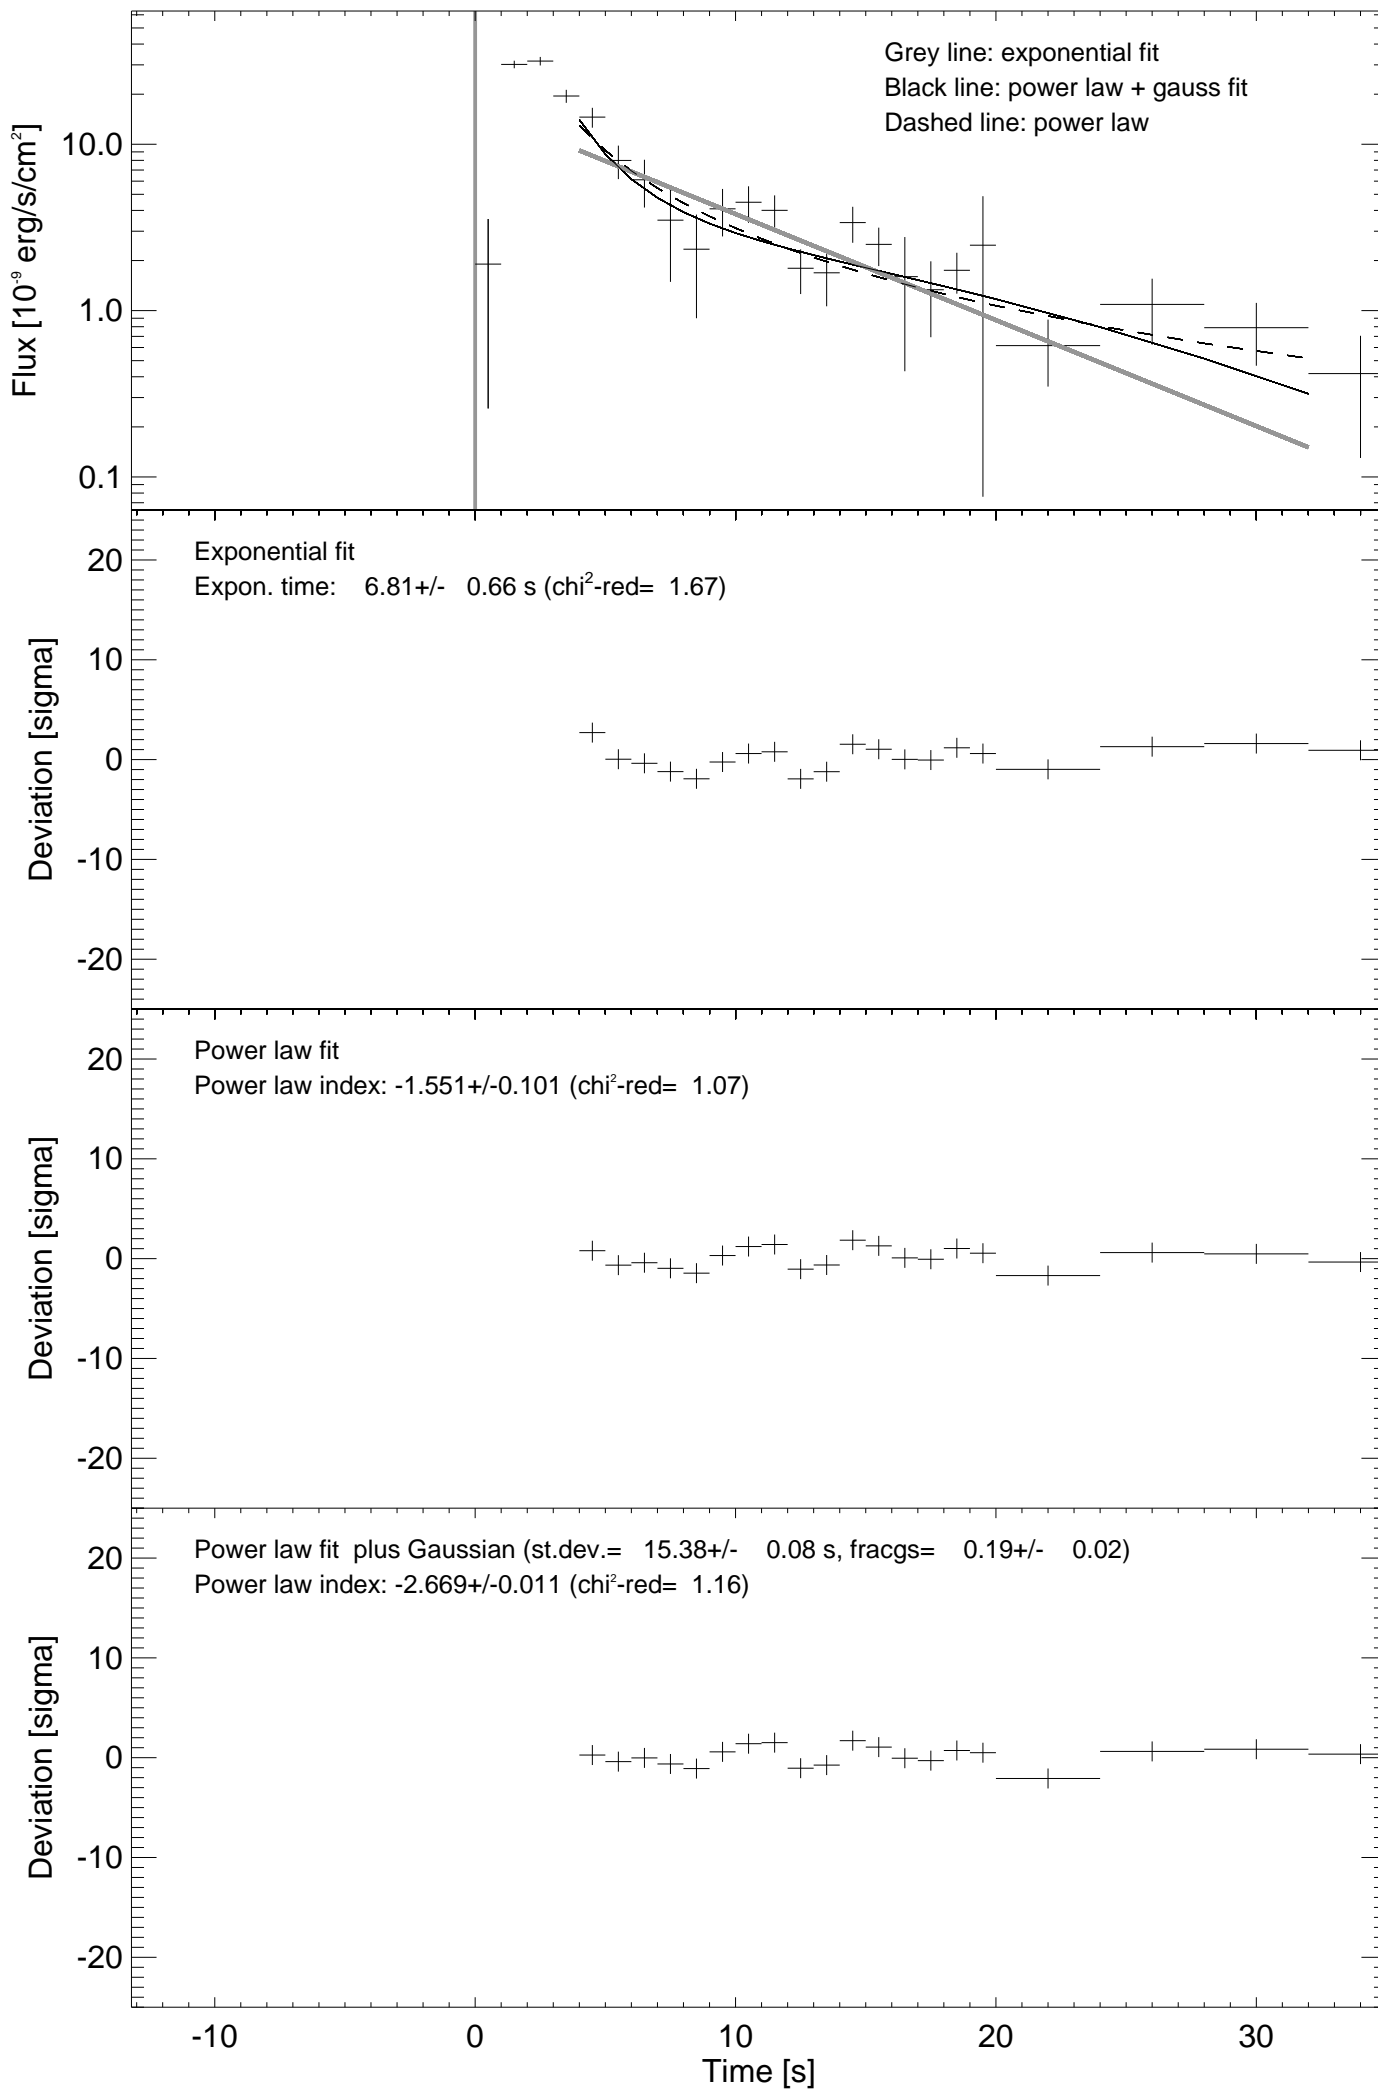 Grey line: exponential fit
Black line: power law + gauss fit
Dashed line: power law
10.0
1.0
0.1
Flux [10⁻⁹ erg/s/cm²]
Exponential fit
Expon. time: 6.81+/- 0.66 s (chi²-red= 1.67)
20
10
0
-10
-20
Deviation [sigma]
Power law fit
Power law index: -1.551+/-0.101 (chi²-red= 1.07)
20
10
0
-10
-20
Deviation [sigma]
Power law fit plus Gaussian (st.dev.= 15.38+/- 0.08 s, fracgs= 0.19+/- 0.02)
Power law index: -2.669+/-0.011 (chi²-red= 1.16)
20
10
0
-10
-20
Deviation [sigma]
-10 0 10 20 30
Time [s]